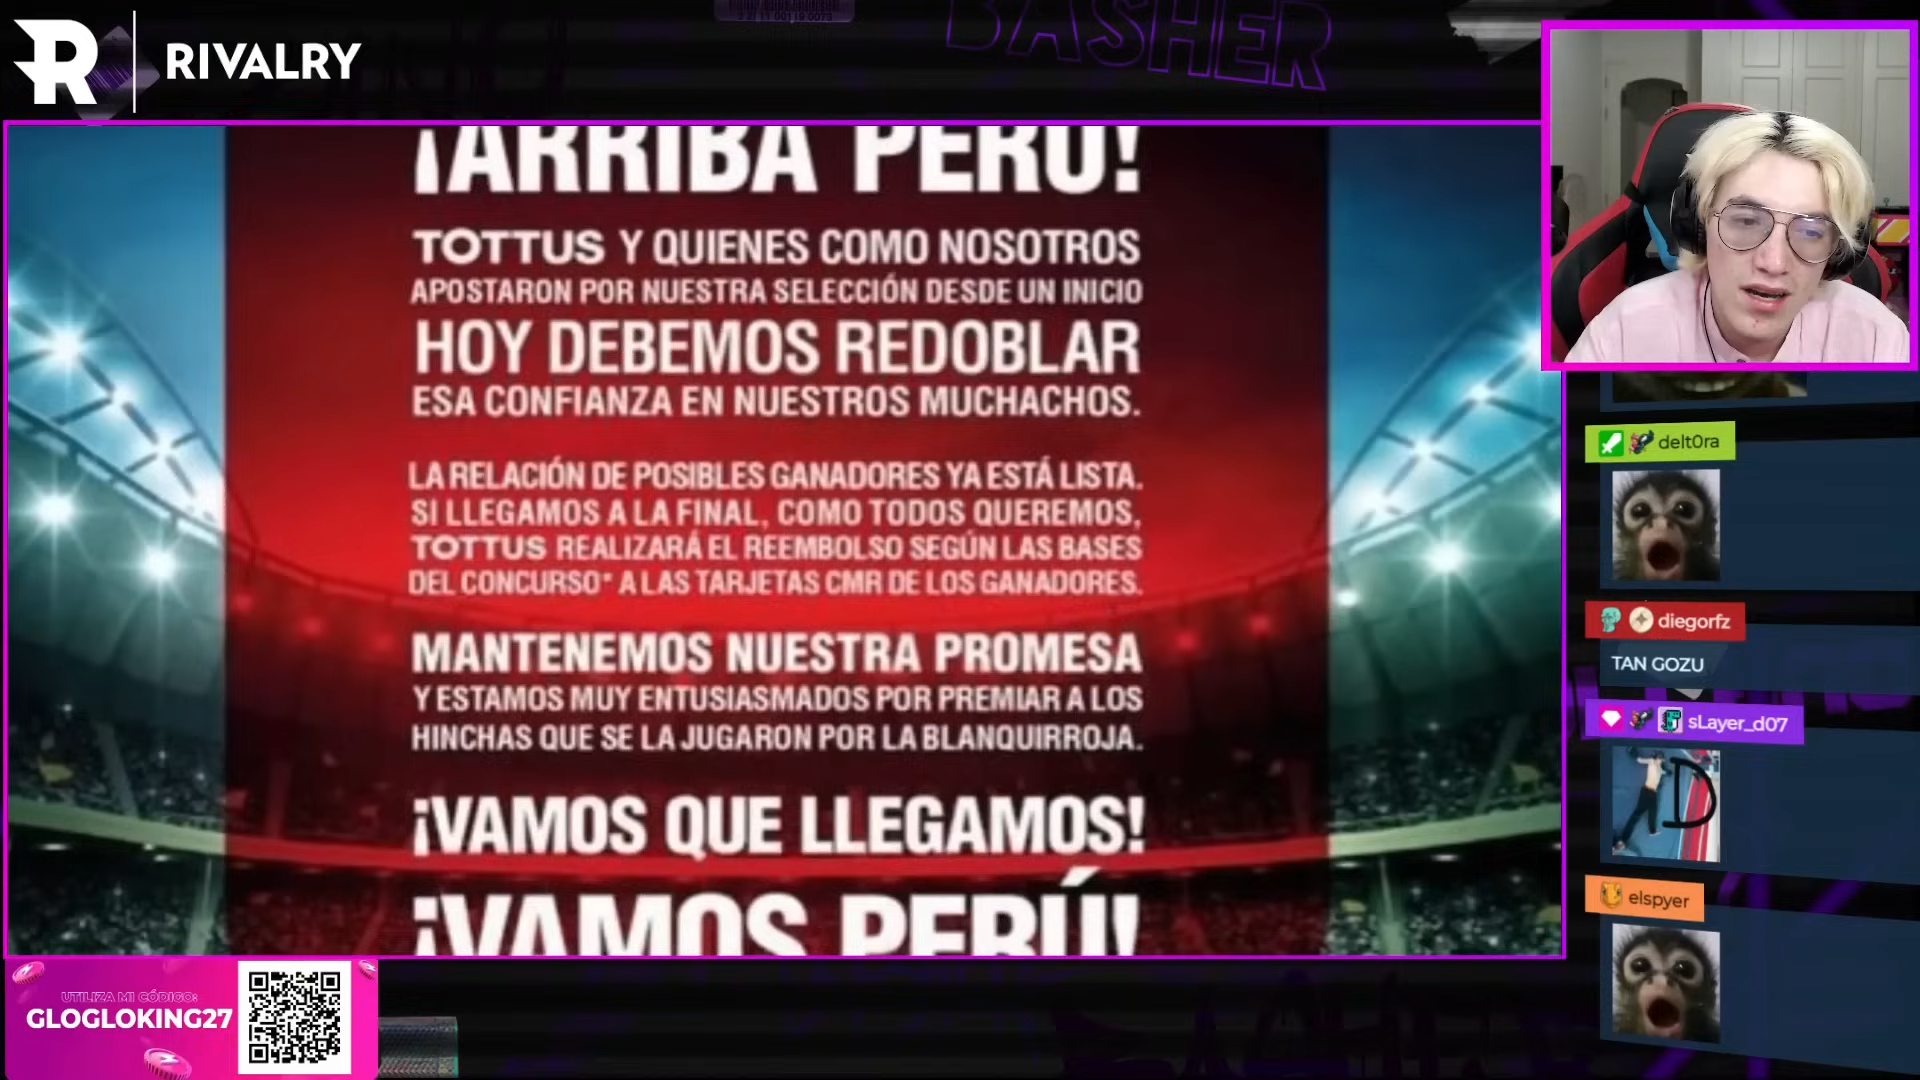 BASHER
RIVALRY
¡ARRIBA PERÚ!
TOTTUS Y QUIENES COMO NOSOTROS
APOSTARON POR NUESTRA SELECCIÓN DESDE UN INICIO
HOY DEBEMOS REDOBLAR
ESA CONFIANZA EN NUESTROS MUCHACHOS.
LA RELACIÓN DE POSIBLES GANADORES YA ESTÁ LISTA.
SI LLEGAMOS A LA FINAL, COMO TODOS QUEREMOS,
TOTTUS REALIZARÁ EL REEMBOLSO SEGÚN LAS BASES
DEL CONCURSO* A LAS TARJETAS CMR DE LOS GANADORES.
MANTENEMOS NUESTRA PROMESA
Y ESTAMOS MUY ENTUSIASMADOS POR PREMIAR A LOS
HINCHAS QUE SE LA JUGARON POR LA BLANQUIRROJA.
¡VAMOS QUE LLEGAMOS!
¡VAMOS PERÚ!
delt0ra
diegorfz
TAN GOZU
sLayer_d07
D
elspyer
UTILIZA MI CÓDIGO:
GLOGLOKING27